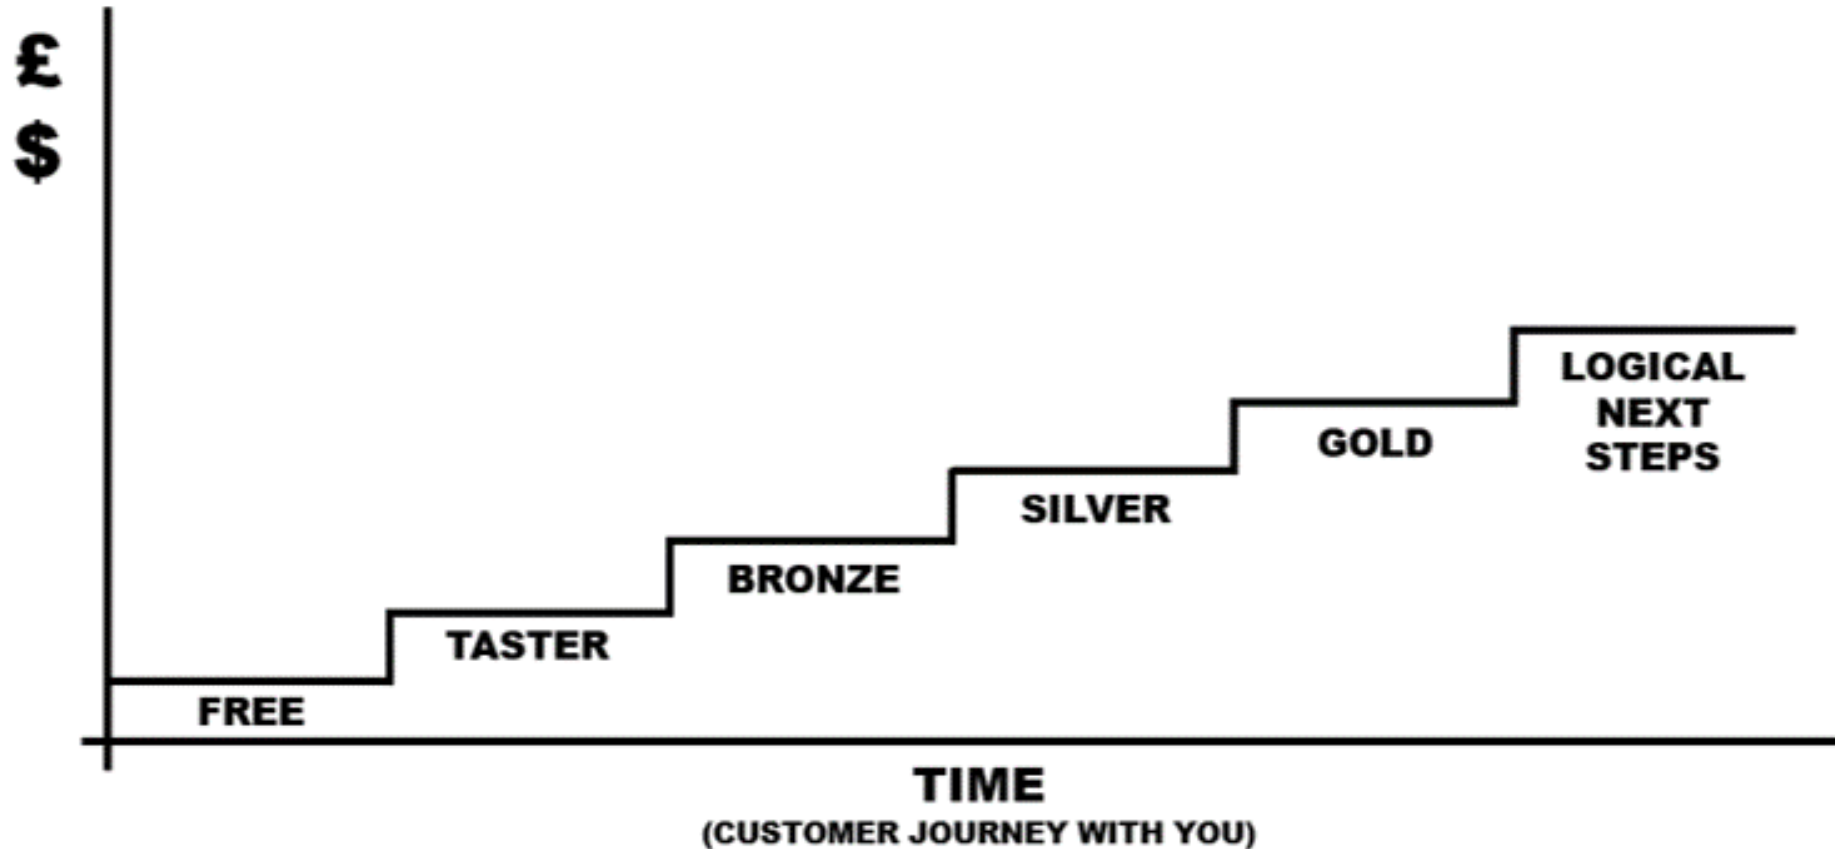 £
$
FREE
TASTER
BRONZE
SILVER
GOLD
LOGICAL
NEXT
STEPS
TIME
(CUSTOMER JOURNEY WITH YOU)